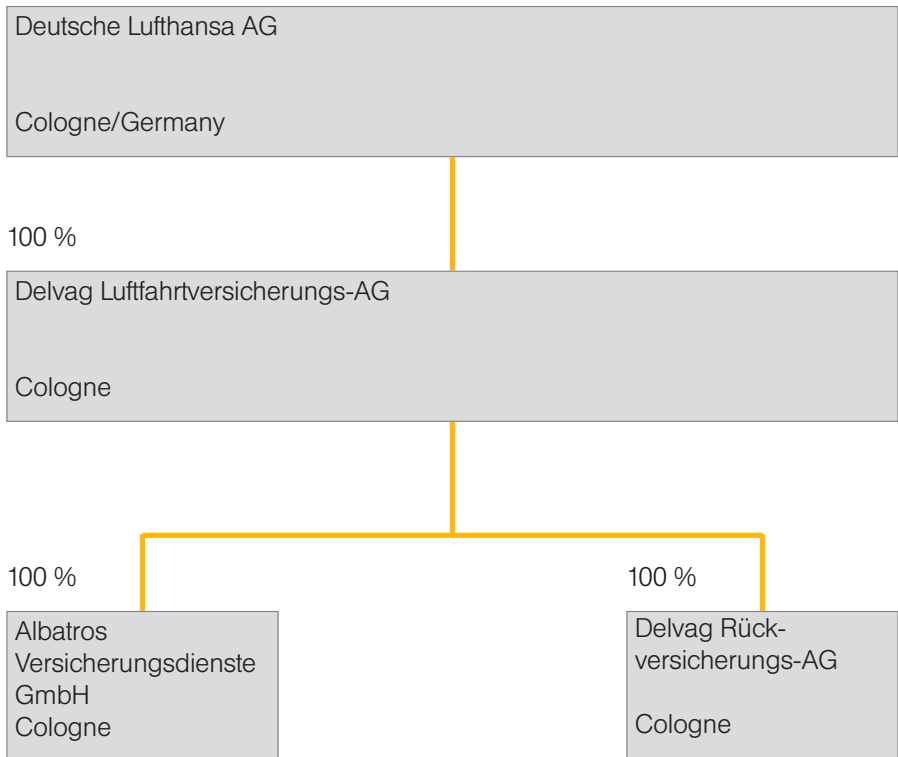 Deutsche Lufthansa AG
Cologne/Germany
100 %
Delvag Luftfahrtversicherungs-AG
Cologne
100 %
Albatros
Versicherungsdienste
GmbH
Cologne
100 %
Delvag Rück-
versicherungs-AG
Cologne